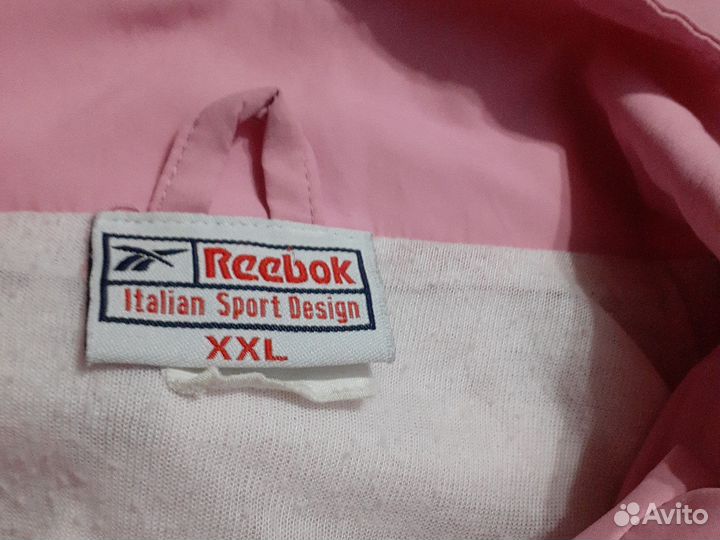 Reebok
Italian Sport Design
XXL
Avito